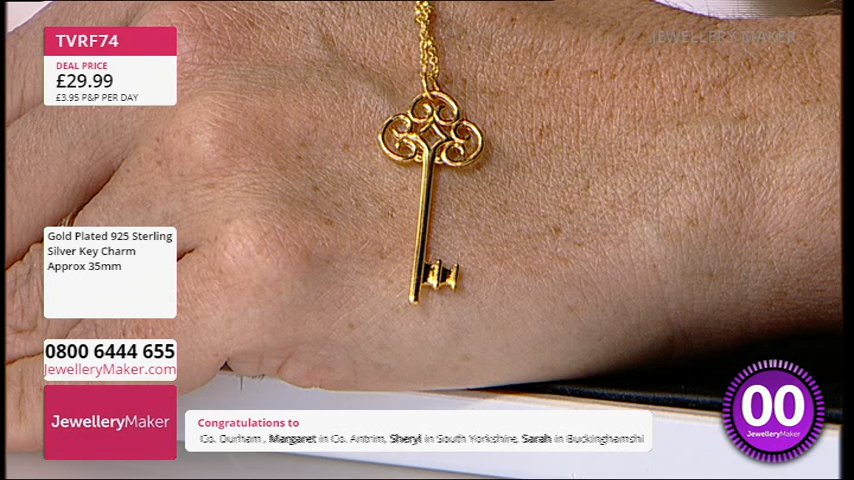 TVRF74
DEAL PRICE
£29.99
£3.95 P&P PER DAY
JEWELLERY MAKER
Gold Plated 925 Sterling
Silver Key Charm
Approx 35mm
0800 6444 655
JewelleryMaker.com
JewelleryMaker
Congratulations to
Co. Durham, Margaret in Co. Antrim, Sheryl in South Yorkshire, Sarah in Buckinghamshi
00
JewelleryMaker